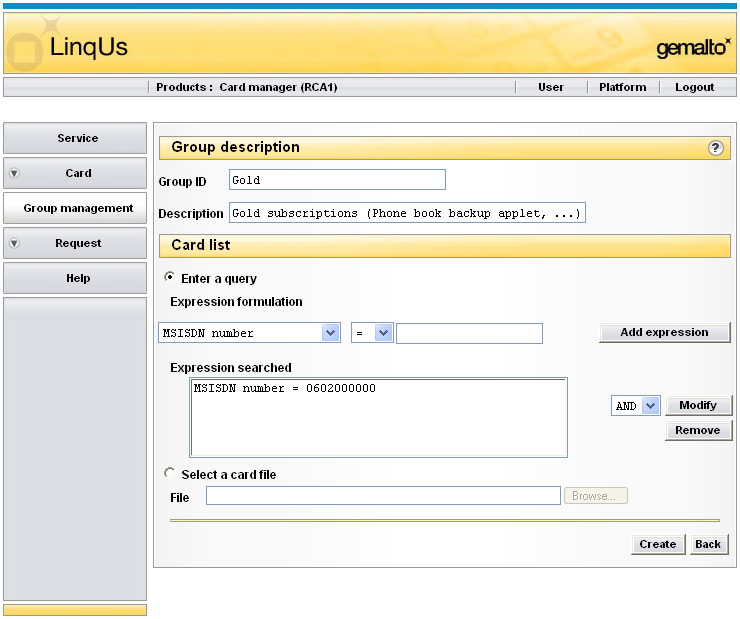 LinqUs
gemalto
Products : Card manager (RCA1)
User
Platform
Logout
Service
Card
Group management
Request
Help
Group description
?
Group ID
Gold
Description
Gold subscriptions (Phone book backup applet, ...)
Card list
Enter a query
Expression formulation
MSISDN number
=
Add expression
Expression searched
MSISDN number = 0602000000
AND
Modify
Remove
Select a card file
File
Browse...
Create
Back